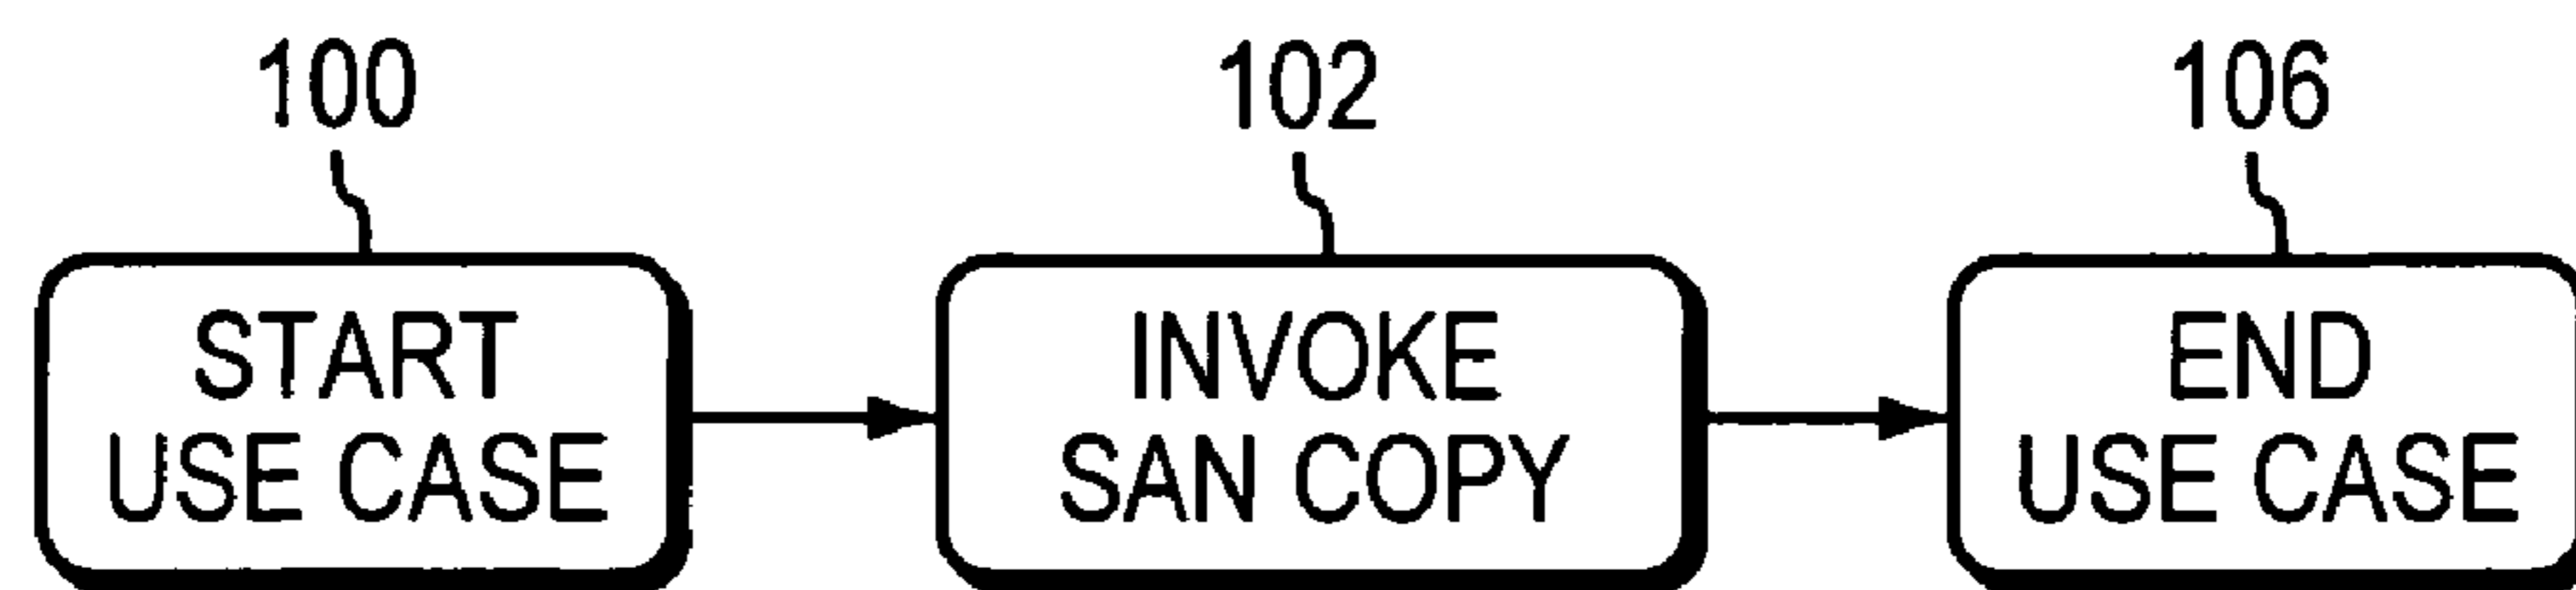 100
102
106
START
USE CASE
INVOKE
SAN COPY
END
USE CASE